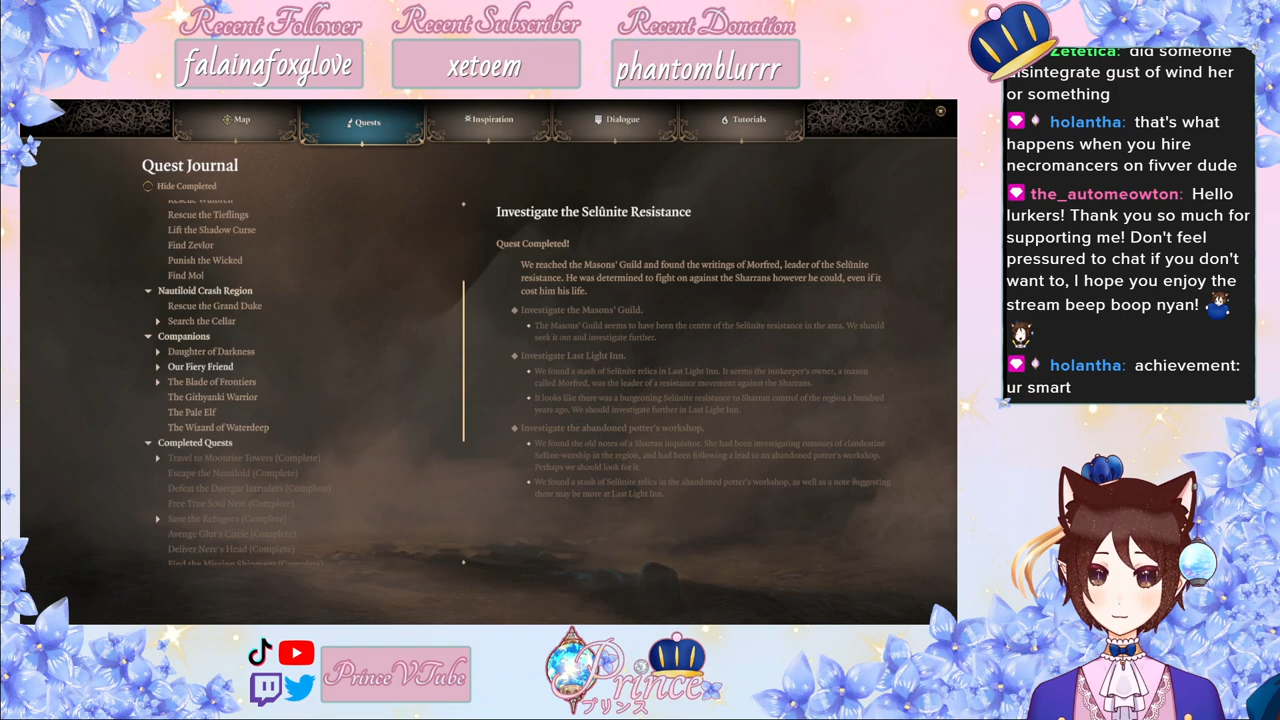 Recent Follower
Recent Subscriber
Recent Donation
falainafoxglove
xetoem
phantomblurrr
Map
Quests
Inspiration
Dialogue
Tutorials
Quest Journal
Hide Completed
Rescue the Tieflings
Lift the Shadow Curse
Find Zevlor
Punish the Wicked
Find Mol
Nautiloid Crash Region
Rescue the Grand Duke
Search the Cellar
Companions
Daughter of Darkness
Our Fiery Friend
The Blade of Frontiers
The Githyanki Warrior
The Pale Elf
The Wizard of Waterdeep
Completed Quests
Travel to Moonrise Towers (Complete)
Escape the Nautiloid (Complete)
Defeat the Duergar Intruders (Complete)
Free True Soul Nere (Complete)
Save the Refugees (Complete)
Avenge Glut's Circle (Complete)
Deliver Nere's Head (Complete)
Find the Missing Shipment (Complete)
Investigate the Selûnite Resistance
Quest Completed!
We reached the Masons' Guild and found the writings of Morfred, leader of the Selûnite
resistance. He was determined to fight on against the Sharrans however he could, even if it
cost him his life.
Investigate the Masons' Guild.
The Masons' Guild seems to have been the centre of the Selûnite resistance in the area. We should
seek it out and investigate further.
Investigate Last Light Inn.
We found a stash of Selûnite relics in Last Light Inn. It seems the innkeeper's owner, a mason
called Morfred, was the leader of a resistance movement against the Sharrans.
It looks like there was a burgeoning Selûnite resistance to Sharran control of the region a hundred
years ago. We should investigate further in Last Light Inn.
Investigate the abandoned potter's workshop.
We found the old notes of a Sharran inquisitor. She had been investigating rumours of clandestine
Selûne-worship in the region, and had been following a lead to an abandoned potter's workshop.
Perhaps we should look for it.
We found a stash of Selûnite relics in the abandoned potter's workshop, as well as a note suggesting
there may be more at Last Light Inn.
Zetetica: did someone
disintegrate gust of wind her
or something
holantha: that's what
happens when you hire
necromancers on fivver dude
the_automeowton: Hello
lurkers! Thank you so much for
supporting me! Don't feel
pressured to chat if you don't
want to, I hope you enjoy the
stream beep boop nyan!
holantha: achievement:
ur smart
Prince VTube
Prince
プリンス